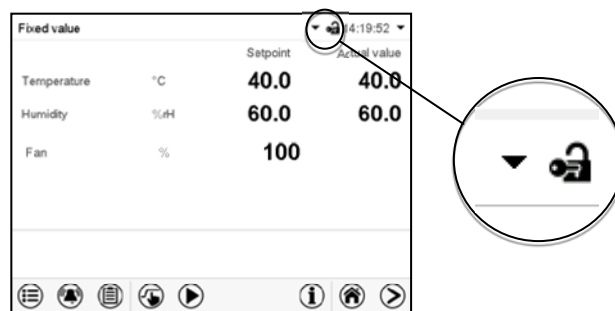 Fixed value 14:19:52
Setpoint Actual value
Temperature °C 40.0 40.0
Humidity %rH 60.0 60.0
Fan % 100